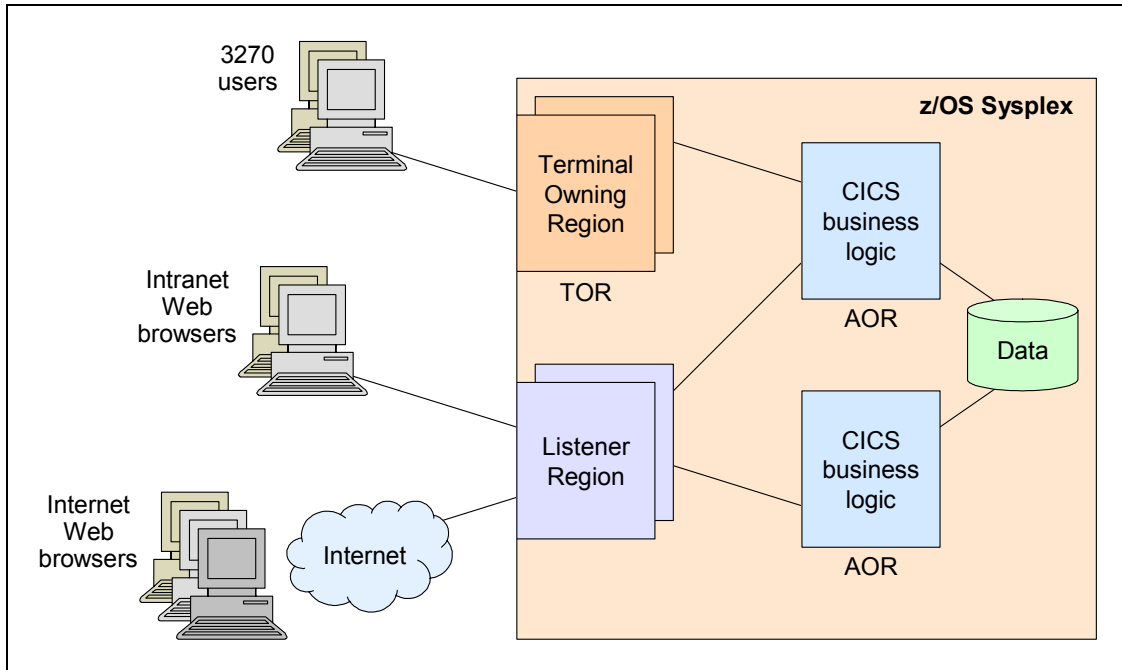 3270
users
z/OS Sysplex
Terminal
Owning
Region
TOR
CICS
business
logic
AOR
Intranet
Web
browsers
Data
Listener
Region
CICS
business
logic
AOR
Internet
Web
browsers
Internet